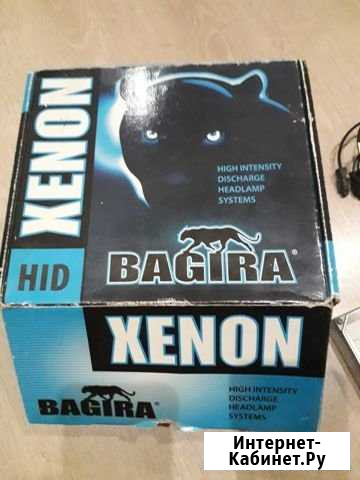 XENON
HID
HIGH INTENSITY
DISCHARGE
HEADLAMP
SYSTEMS
BAGIRA®
XENON
BAGIRA®
HIGH INTENSITY
DISCHARGE
HEADLAMP
SYSTEMS
Интернет-
Кабинет.Ру